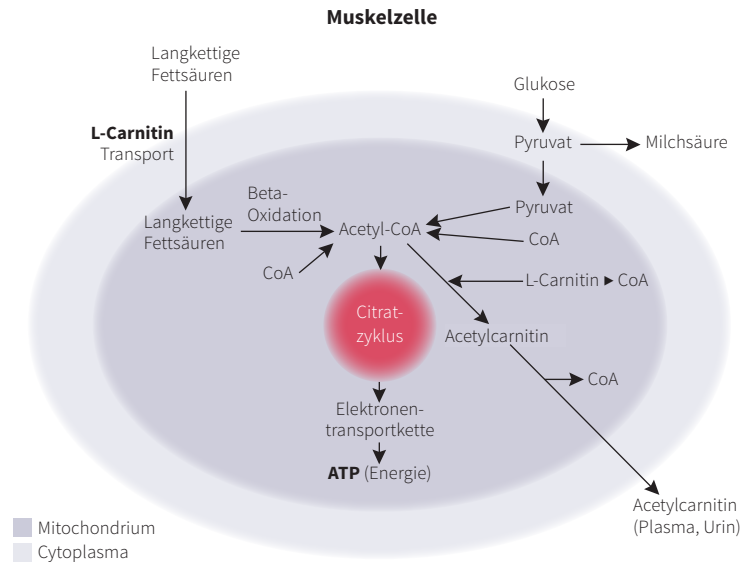 Muskelzelle
Langkettige
Fettsäuren
Glukose
L-Carnitin
Transport
Pyruvat
Milchsäure
Beta-
Oxidation
Pyruvat
Langkettige
Fettsäuren
Acetyl-CoA
CoA
CoA
L-Carnitin ▸ CoA
Citrat-
zyklus
Acetylcarnitin
CoA
Elektronen-
transportkette
ATP (Energie)
Acetylcarnitin
(Plasma, Urin)
Mitochondrium
Cytoplasma